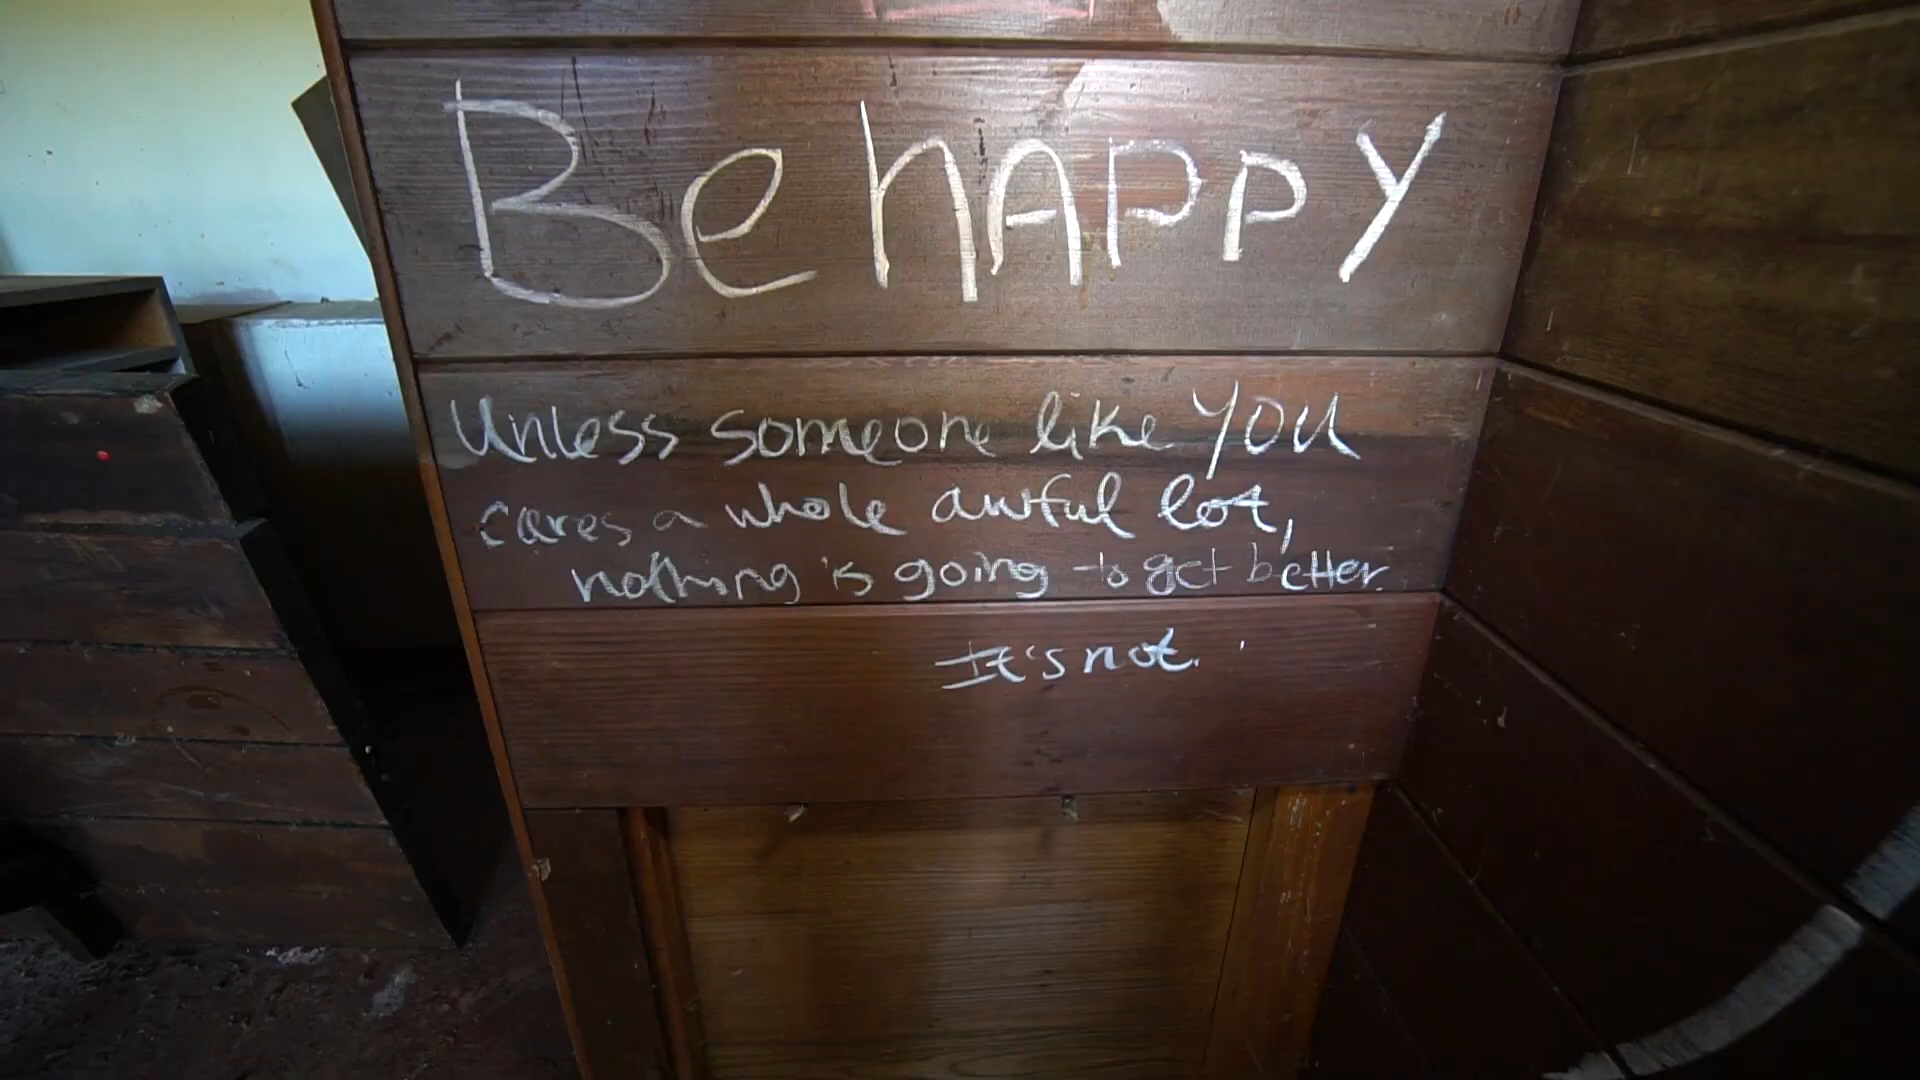 Be hAPPY
Unless someone like YOU
cares a whole awful lot,
nothing is going to get better.
It's not.